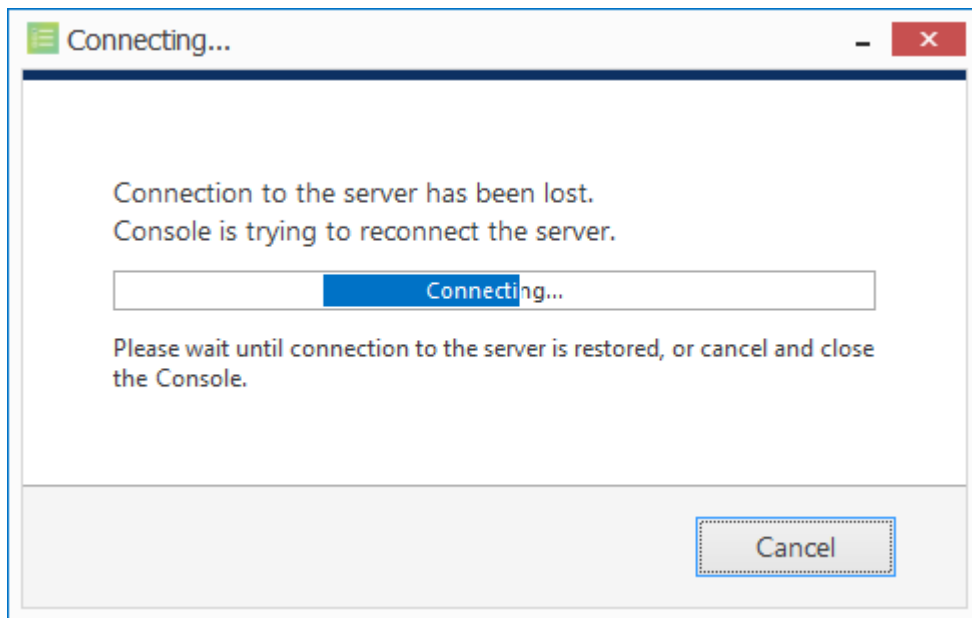 Connecting...
Connection to the server has been lost.
Console is trying to reconnect the server.
Connecting...
Please wait until connection to the server is restored, or cancel and close
the Console.
Cancel